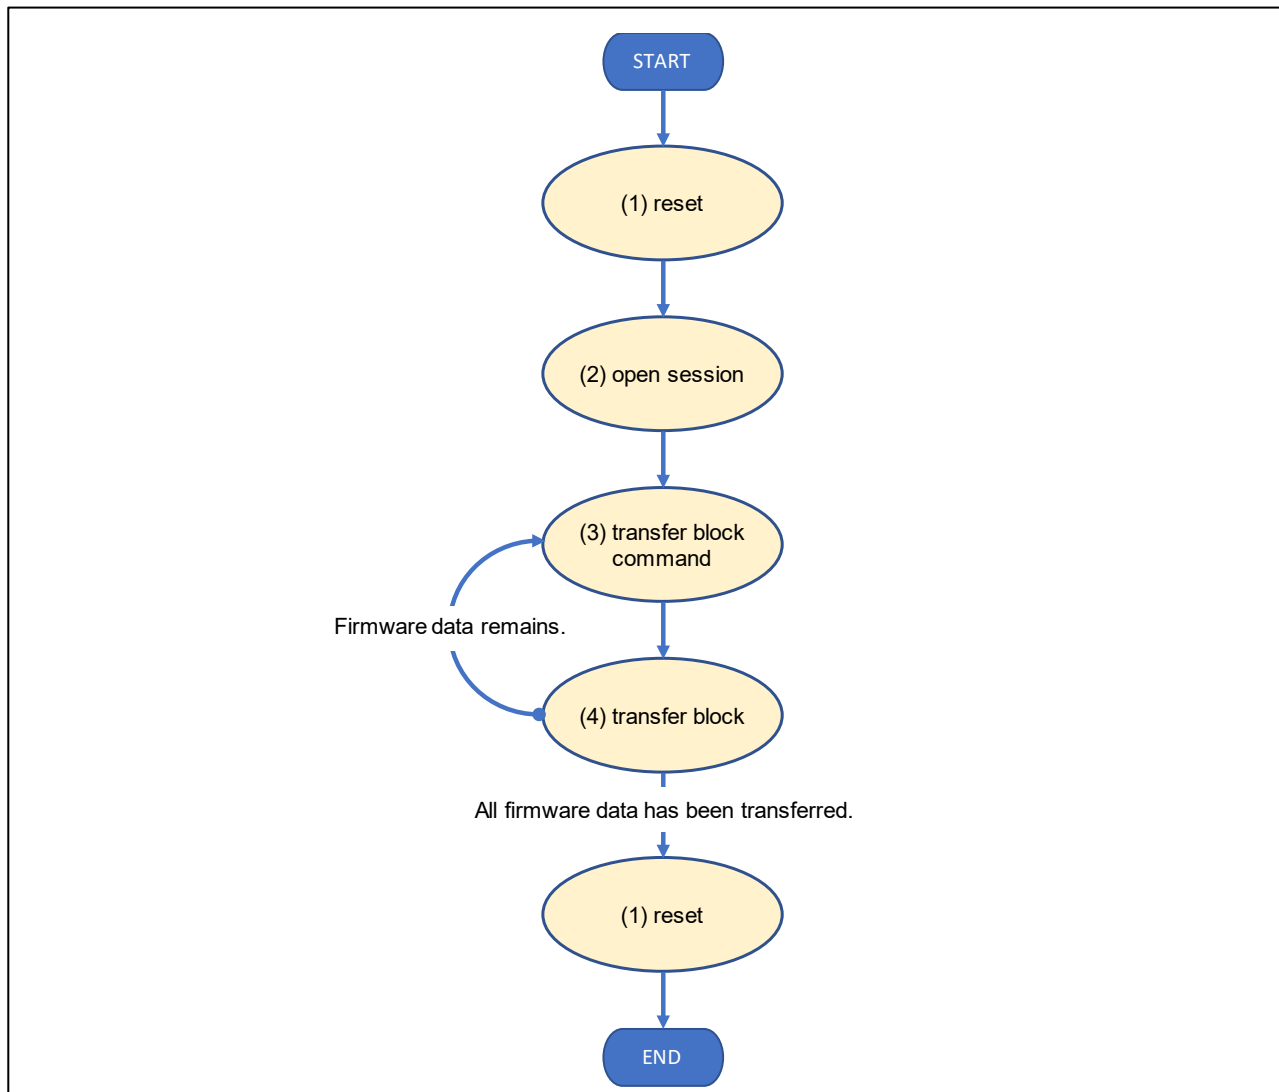 START
(1) reset
(2) open session
(3) transfer block
command
Firmware data remains.
(4) transfer block
All firmware data has been transferred.
(1) reset
END